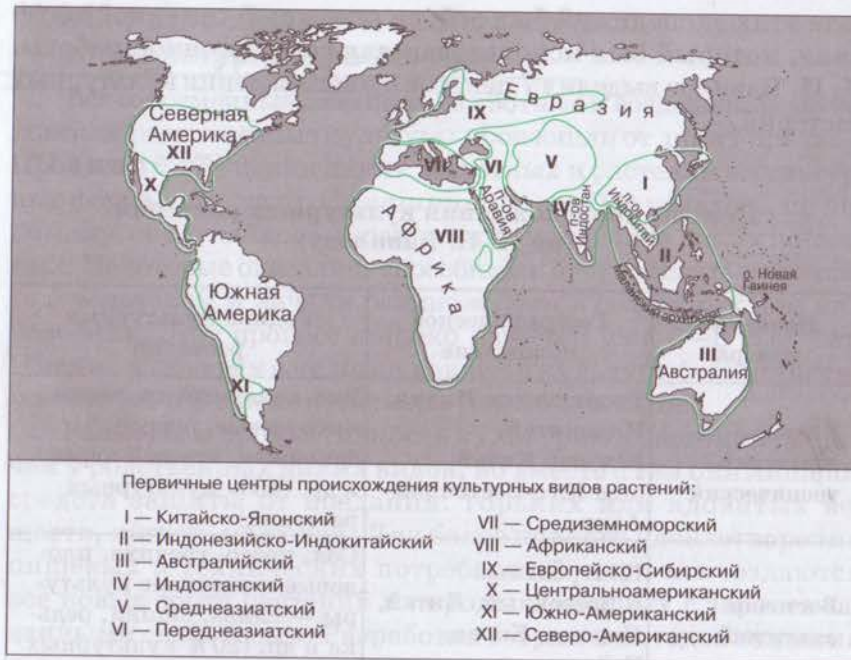 Северная
Америка
XII
X
Южная
Америка
XI
Евразия
IX
VII
VI
V
I
IV
п-ов
Аравия
п-ов
Индостан
п-ов
Индокитай
Африка
VIII
II
о. Новая
Гвинея
III
Австралия
Первичные центры происхождения культурных видов растений:
I — Китайско-Японский
II — Индонезийско-Индокитайский
III — Австралийский
IV — Индостанский
V — Среднеазиатский
VI — Переднеазиатский
VII — Средиземноморский
VIII — Африканский
IX — Европейско-Сибирский
X — Центральноамериканский
XI — Южно-Американский
XII — Северо-Американский